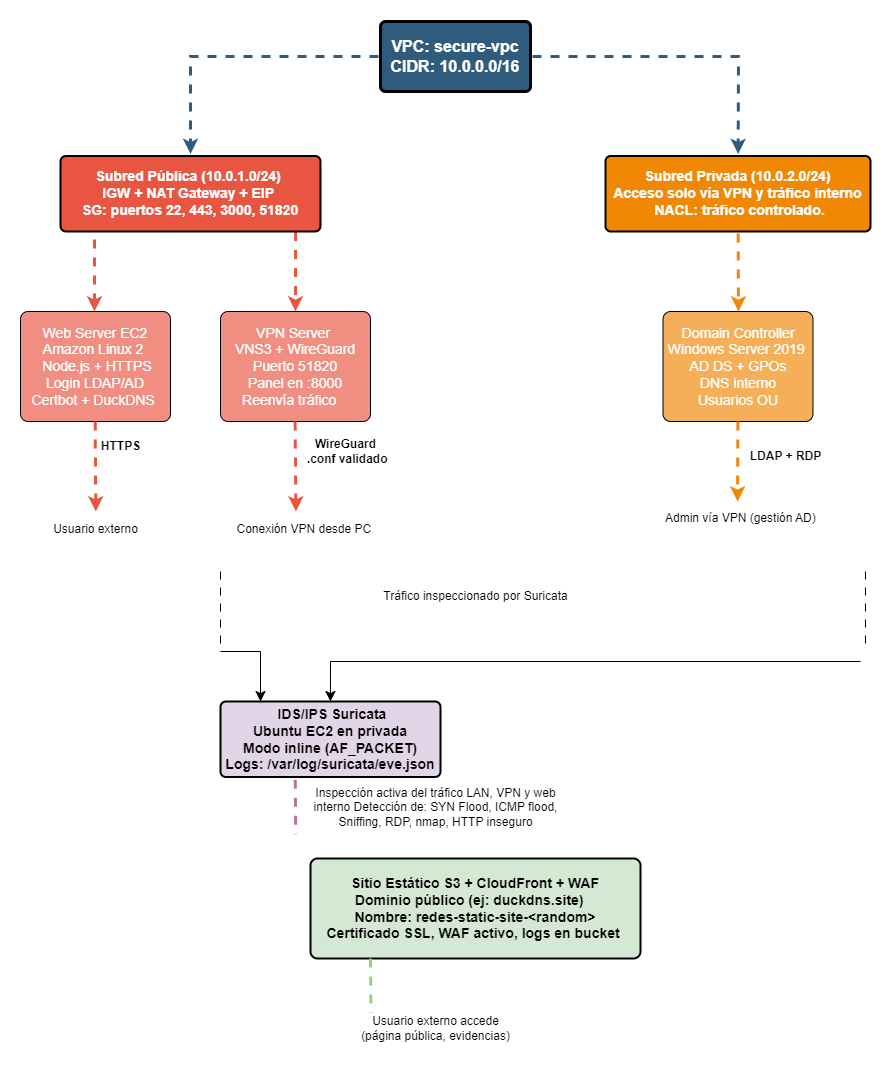 VPC: secure-vpc
CIDR: 10.0.0.0/16
Subred Pública (10.0.1.0/24)
IGW + NAT Gateway + EIP
SG: puertos 22, 443, 3000, 51820
Subred Privada (10.0.2.0/24)
Acceso solo vía VPN y tráfico interno
NACL: tráfico controlado.
Web Server EC2
Amazon Linux 2
Node.js + HTTPS
Login LDAP/AD
Certbot + DuckDNS
VPN Server
VNS3 + WireGuard
Puerto 51820
Panel en :8000
Reenvía tráfico
Domain Controller
Windows Server 2019
AD DS + GPOs
DNS interno
Usuarios OU
HTTPS
WireGuard
.conf validado
LDAP + RDP
Usuario externo
Conexión VPN desde PC
Admin vía VPN (gestión AD)
Tráfico inspeccionado por Suricata
IDS/IPS Suricata
Ubuntu EC2 en privada
Modo inline (AF_PACKET)
Logs: /var/log/suricata/eve.json
Inspección activa del tráfico LAN, VPN y web
interno Detección de: SYN Flood, ICMP flood,
Sniffing, RDP, nmap, HTTP inseguro
Sitio Estático S3 + CloudFront + WAF
Dominio público (ej: duckdns.site)
Nombre: redes-static-site-<random>
Certificado SSL, WAF activo, logs en bucket
Usuario externo accede
(página pública, evidencias)